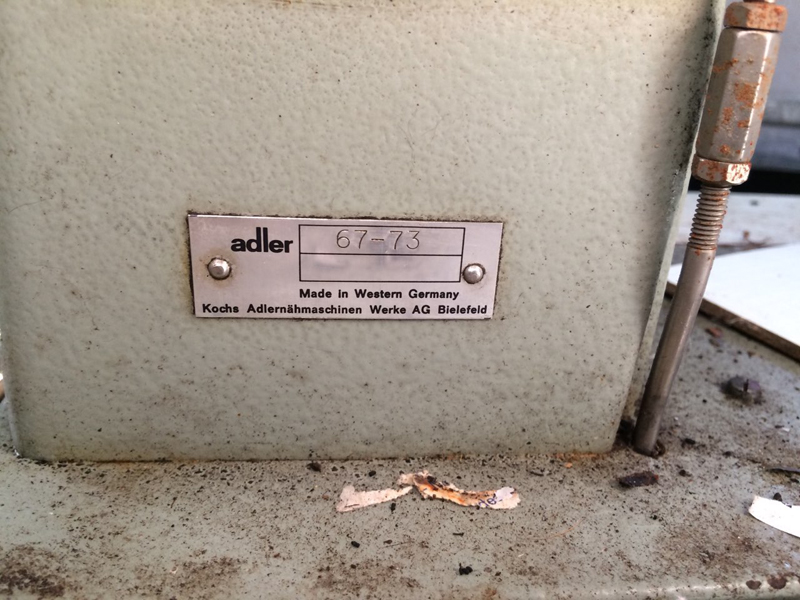 adler 67-73
Made in Western Germany
Kochs Adlernähmaschinen Werke AG Bielefeld